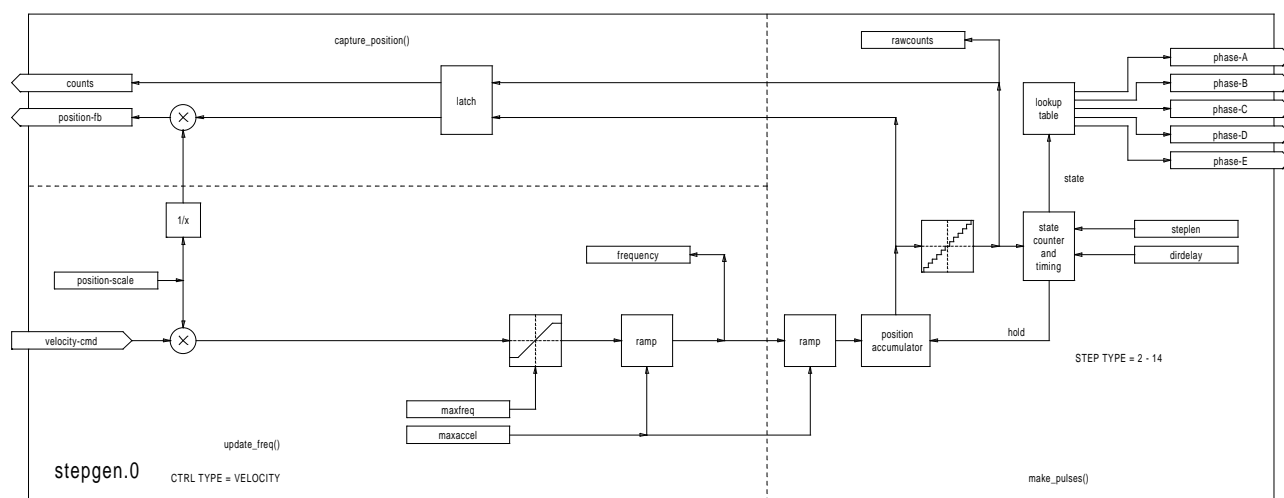 capture_position()
rawcounts
counts
position-fb
latch
lookup
table
phase-A
phase-B
phase-C
phase-D
phase-E
state
1/x
position-scale
velocity-cmd
frequency
ramp
ramp
position
accumulator
state
counter
and
timing
steplen
dirdelay
hold
STEP TYPE = 2 - 14
maxfreq
maxaccel
update_freq()
stepgen.0
CTRL TYPE = VELOCITY
make_pulses()